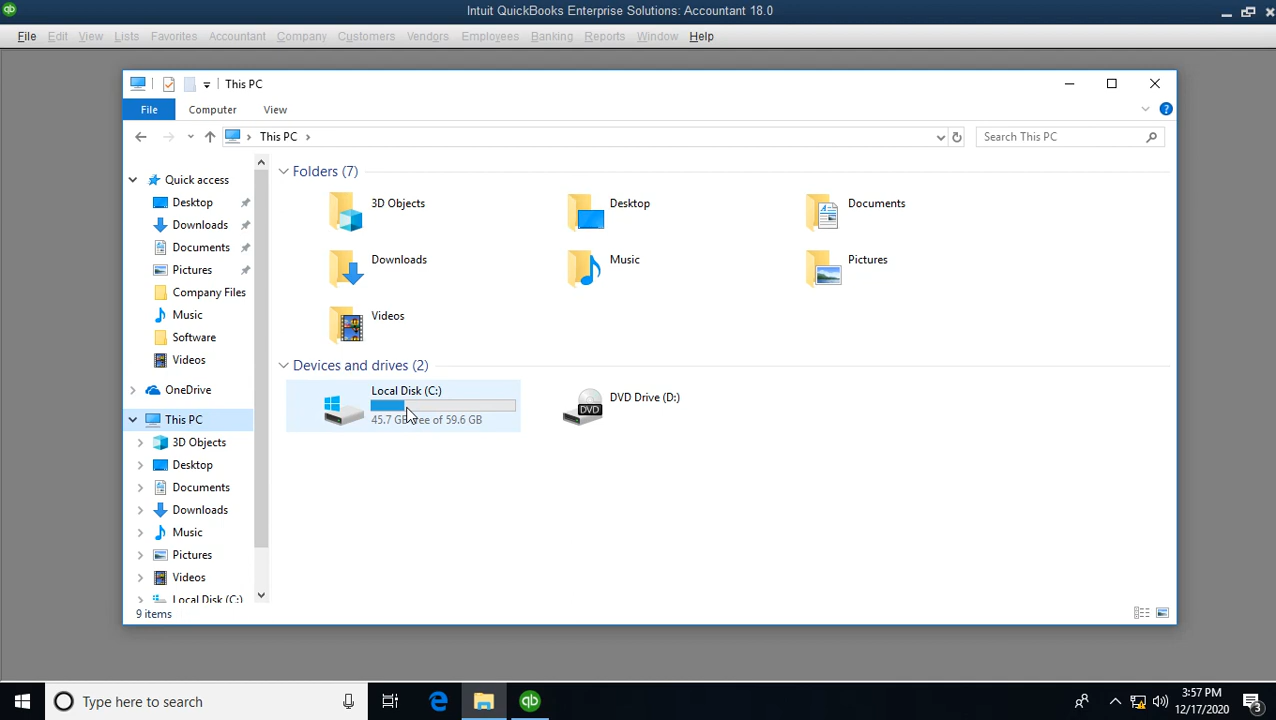 qb Intuit QuickBooks Enterprise Solutions: Accountant 18.0
File Edit View Lists Favorites Accountant Company Customers Vendors Employees Banking Reports Window Help
This PC
File Computer View
This PC
Search This PC
Quick access
Desktop
Downloads
Documents
Pictures
Company Files
Music
Software
Videos
OneDrive
This PC
3D Objects
Desktop
Documents
Downloads
Music
Pictures
Videos
Local Disk (C:)
Folders (7)
3D Objects
Desktop
Documents
Downloads
Music
Pictures
Videos
Devices and drives (2)
Local Disk (C:)
45.7 GB free of 59.6 GB
DVD
DVD Drive (D:)
9 items
Type here to search
qb
3:57 PM
12/17/2020
3